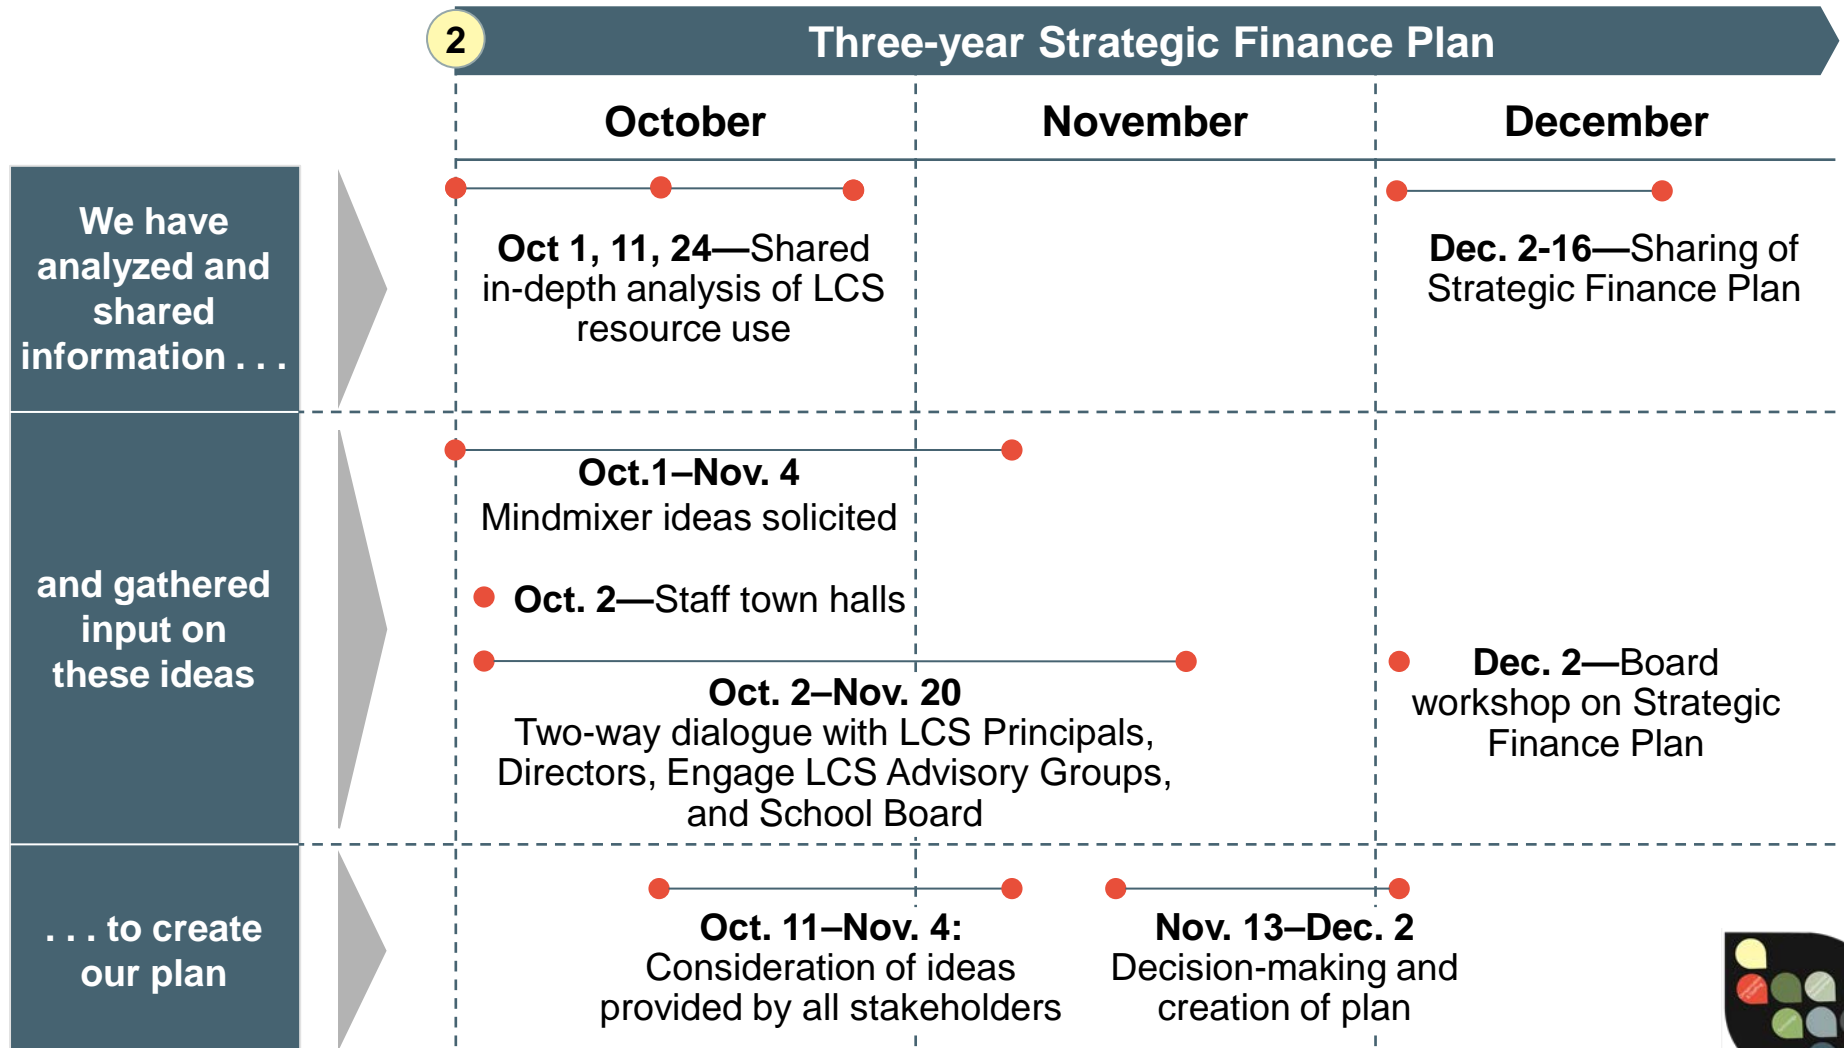 2
Three-year Strategic Finance Plan
October
November
December
We have
analyzed and
shared
information . . .
Oct 1, 11, 24—Shared
in-depth analysis of LCS
resource use
Dec. 2-16—Sharing of
Strategic Finance Plan
and gathered
input on
these ideas
Oct.1–Nov. 4
Mindmixer ideas solicited
Oct. 2—Staff town halls
Oct. 2–Nov. 20
Two-way dialogue with LCS Principals,
Directors, Engage LCS Advisory Groups,
and School Board
Dec. 2—Board
workshop on Strategic
Finance Plan
. . . to create
our plan
Oct. 11–Nov. 4:
Consideration of ideas
provided by all stakeholders
Nov. 13–Dec. 2
Decision-making and
creation of plan